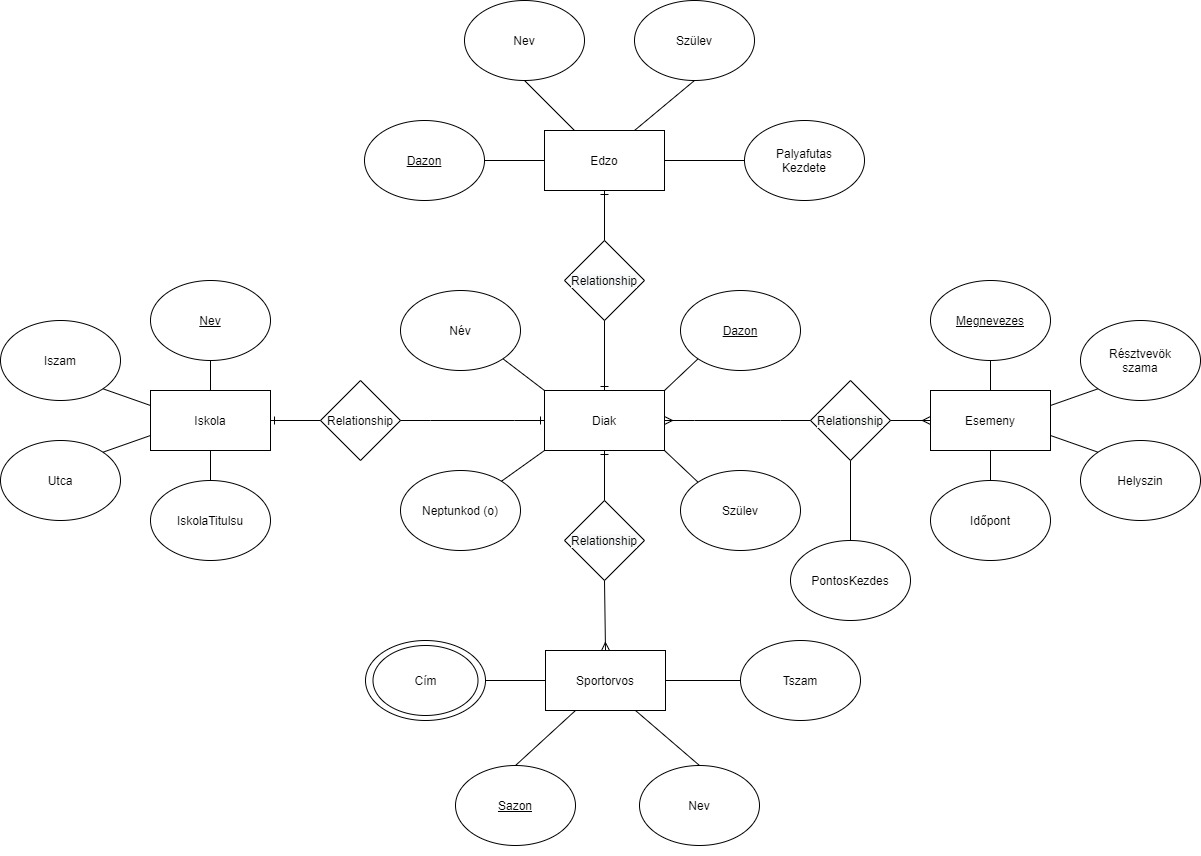 Nev
Szülev
Dazon
Edzo
Palyafutas
Kezdete
Relationship
Nev
Név
Dazon
Megnevezes
Iszam
Résztvevök
szama
Iskola
Relationship
Diak
Relationship
Esemeny
Utca
IskolaTitulsu
Neptunkod (o)
Szülev
Időpont
Helyszin
Relationship
PontosKezdes
Cím
Sportorvos
Tszam
Sazon
Nev